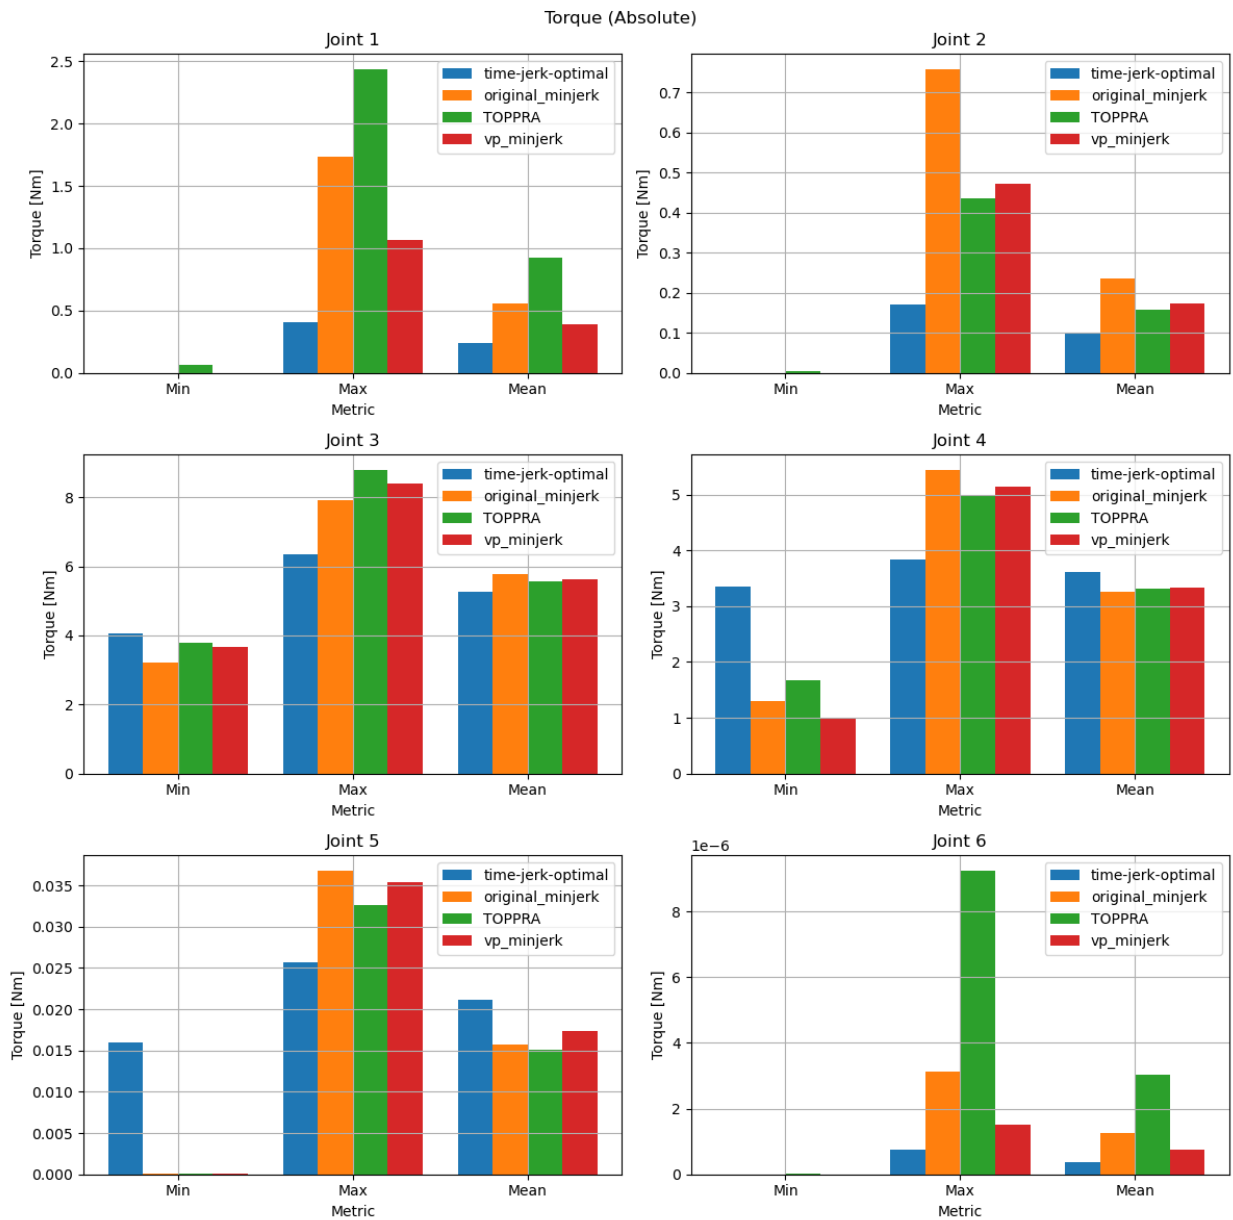 Torque (Absolute)
Joint 1
2.5
2.0
1.5
1.0
0.5
0.0
Torque [Nm]
time-jerk-optimal
original_minjerk
TOPPRA
vp_minjerk
Min
Max
Mean
Metric
Joint 2
0.7
0.6
0.5
0.4
0.3
0.2
0.1
0.0
Torque [Nm]
time-jerk-optimal
original_minjerk
TOPPRA
vp_minjerk
Min
Max
Mean
Metric
Joint 3
8
6
4
2
0
Torque [Nm]
time-jerk-optimal
original_minjerk
TOPPRA
vp_minjerk
Min
Max
Mean
Metric
Joint 4
5
4
3
2
1
0
Torque [Nm]
time-jerk-optimal
original_minjerk
TOPPRA
vp_minjerk
Min
Max
Mean
Metric
Joint 5
0.035
0.030
0.025
0.020
0.015
0.010
0.005
0.000
Torque [Nm]
time-jerk-optimal
original_minjerk
TOPPRA
vp_minjerk
Min
Max
Mean
Metric
Joint 6
1e−6
8
6
4
2
0
Torque [Nm]
time-jerk-optimal
original_minjerk
TOPPRA
vp_minjerk
Min
Max
Mean
Metric